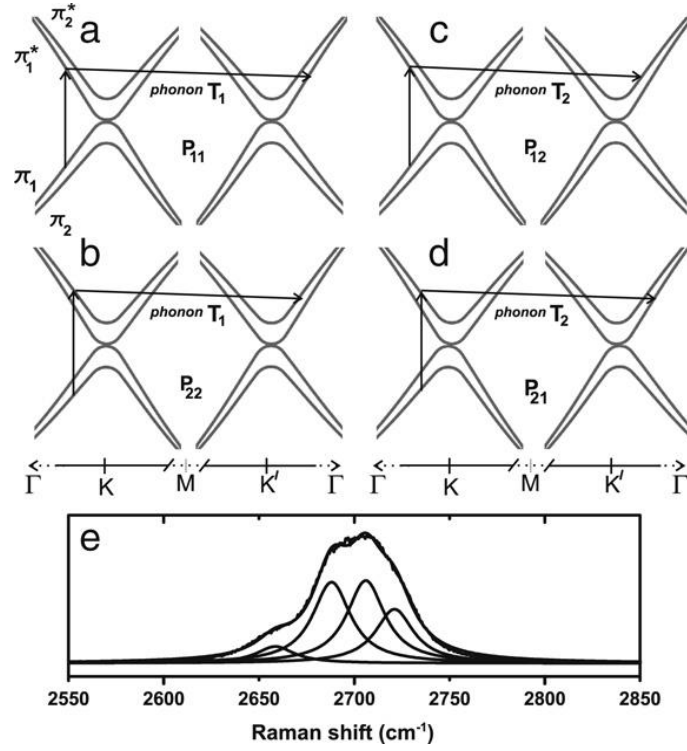 π₂*
a
c
π₁*
phonon T₁
phonon T₂
P₁₁
P₁₂
π₁
π₂
b
d
phonon T₁
phonon T₂
P₂₂
P₂₁
Γ K M K′ Γ Γ K M K′ Γ
e
2550 2600 2650 2700 2750 2800 2850
Raman shift (cm⁻¹)